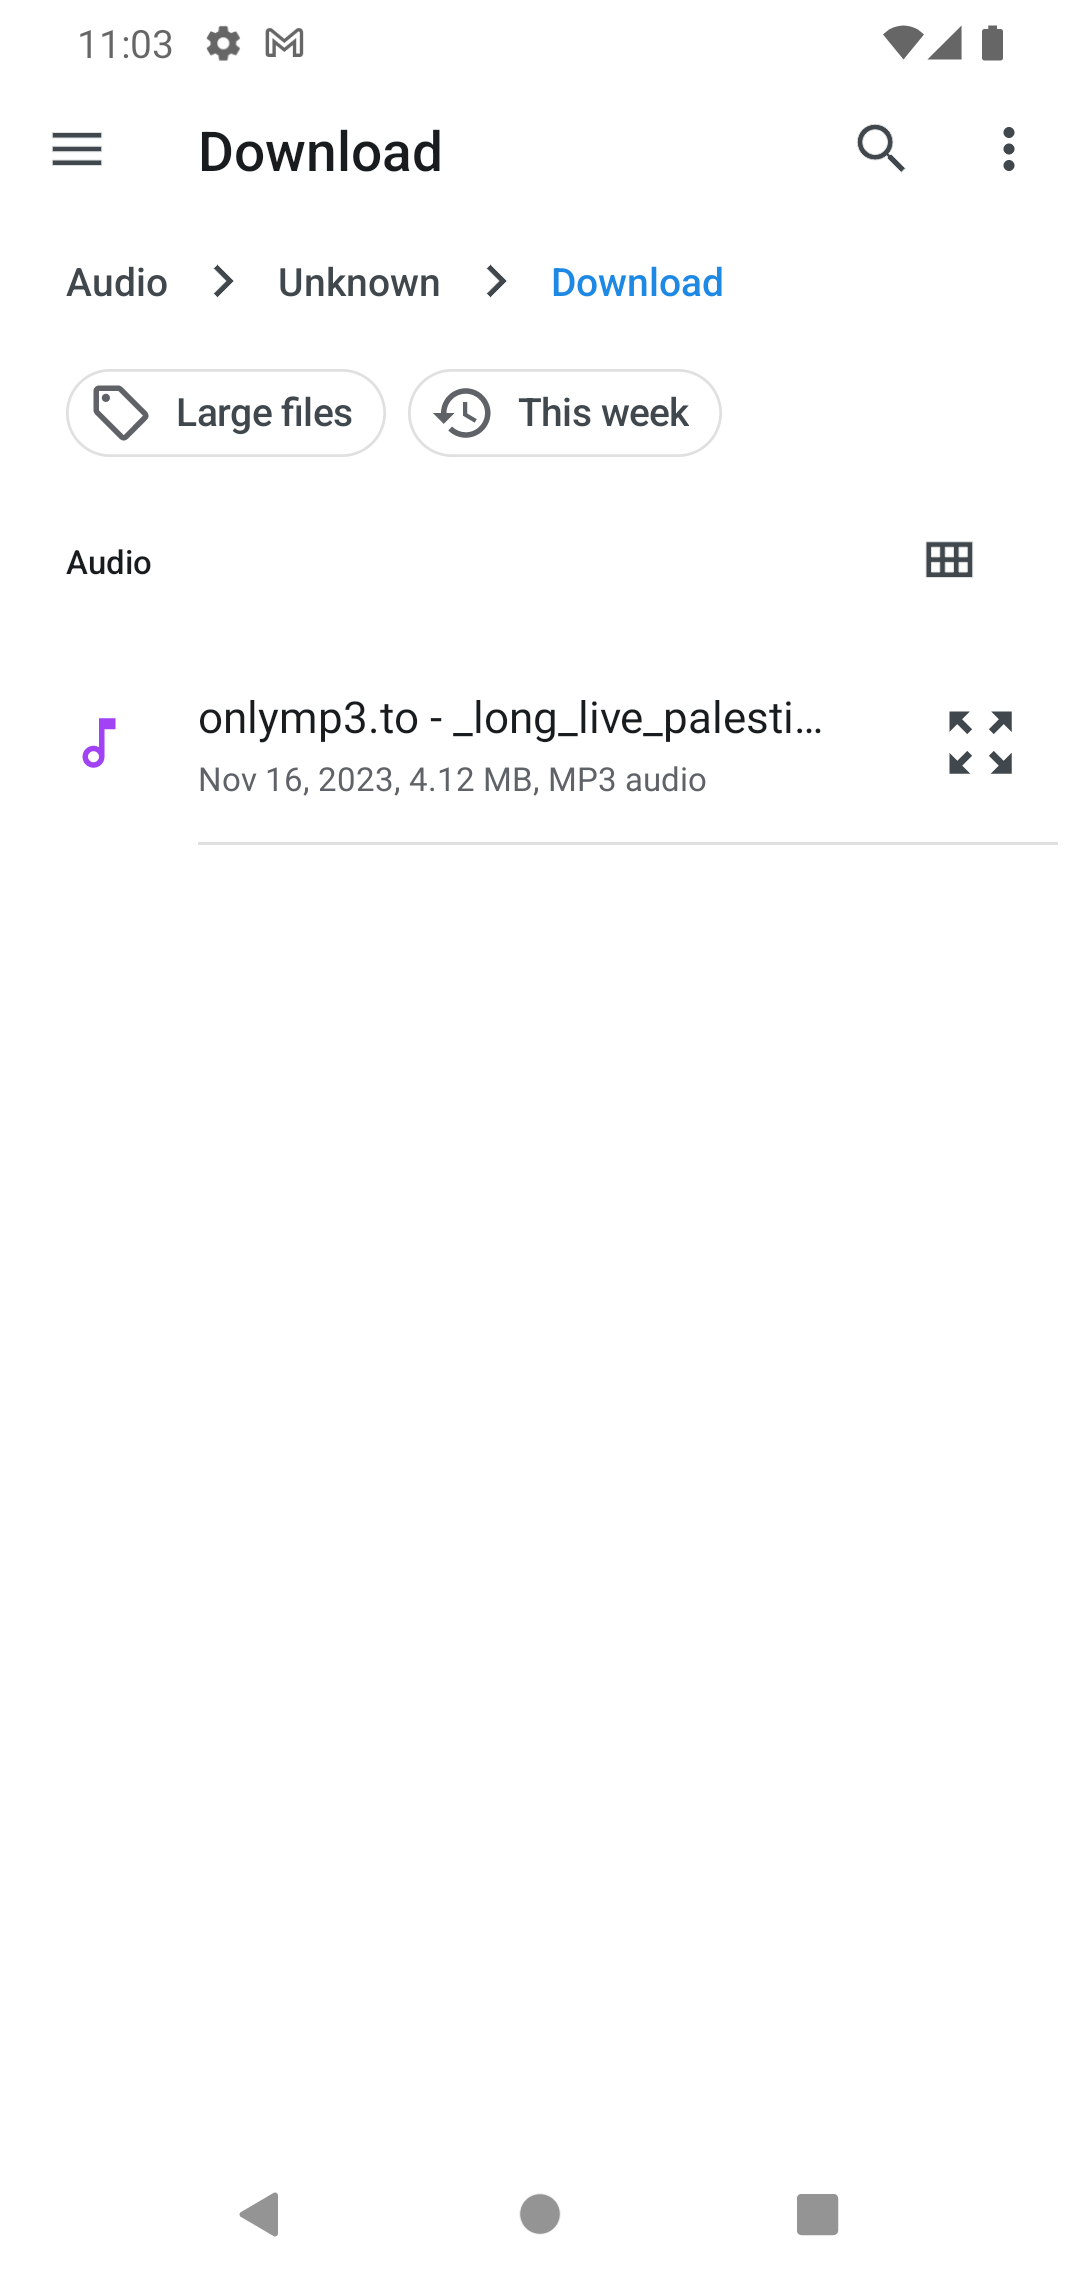 11:03
Download
Audio
Unknown
Download
Large files
This week
Audio
onlymp3.to - _long_live_palesti…
Nov 16, 2023, 4.12 MB, MP3 audio